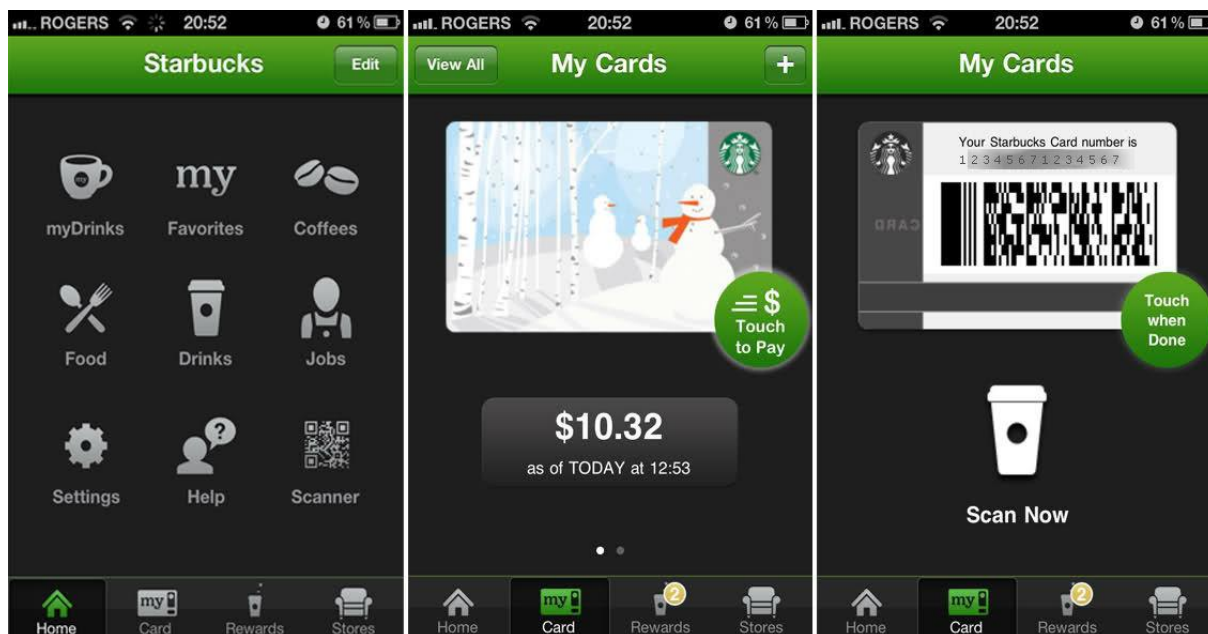 ROGERS 20:52 61%
Starbucks Edit
my
myDrinks Favorites Coffees
Food Drinks Jobs
?
Settings Help Scanner
my
Home Card Rewards Stores
ROGERS 20:52 61%
View All My Cards +
$
Touch
to Pay
$10.32
as of TODAY at 12:53
my 2
Home Card Rewards Stores
ROGERS 20:52 61%
My Cards
Your Starbucks Card number is
12345671234567
CARD
Touch
when
Done
Scan Now
my 2
Home Card Rewards Stores